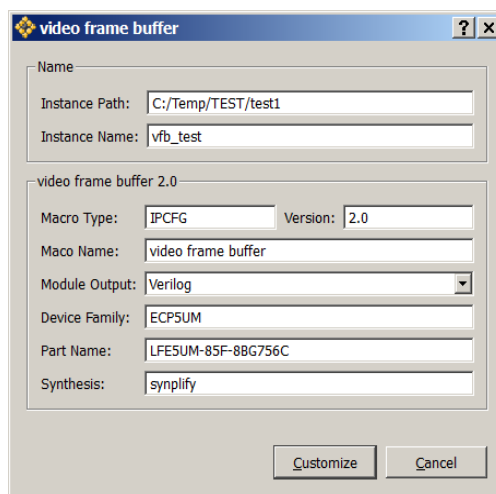 video frame buffer
Name
Instance Path: C:/Temp/TEST/test1
Instance Name: vfb_test
video frame buffer 2.0
Macro Type: IPCFG Version: 2.0
Maco Name: video frame buffer
Module Output: Verilog
Device Family: ECP5UM
Part Name: LFE5UM-85F-8BG756C
Synthesis: synplify
Customize Cancel